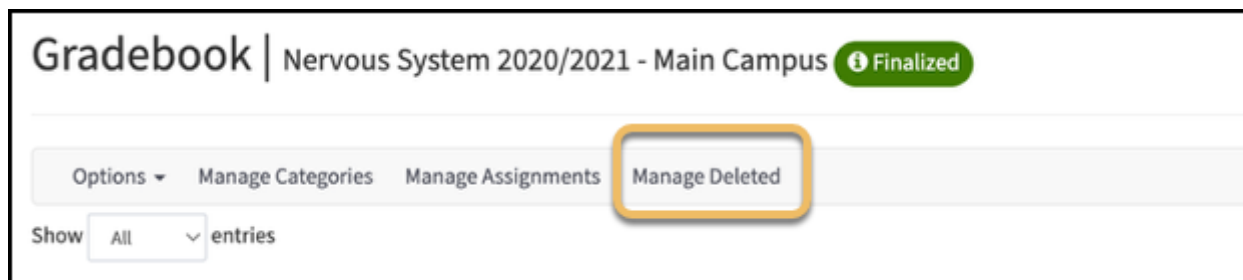 Gradebook | Nervous System 2020/2021 - Main Campus Finalized
Options Manage Categories Manage Assignments Manage Deleted
Show All entries